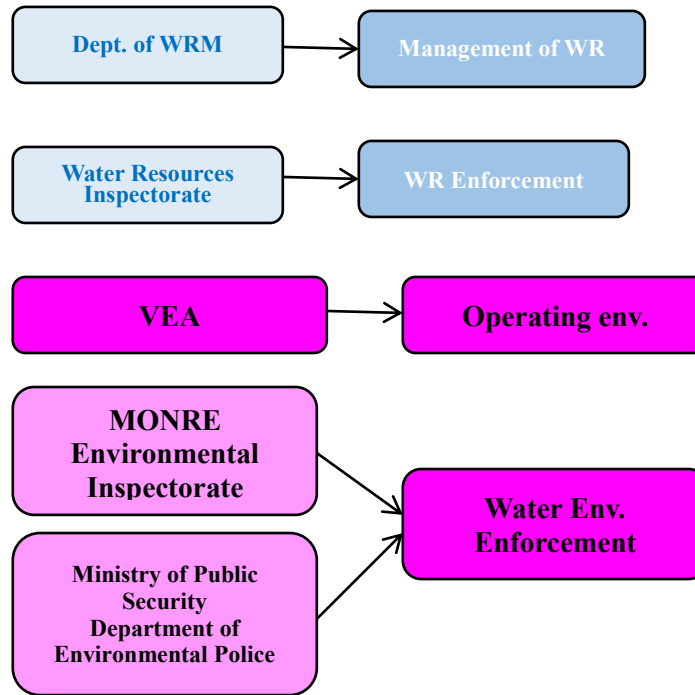 Dept. of WRM
Management of WR
Water Resources
Inspectorate
WR Enforcement
VEA
Operating env.
MONRE
Environmental
Inspectorate
Water Env.
Enforcement
Ministry of Public
Security
Department of
Environmental Police